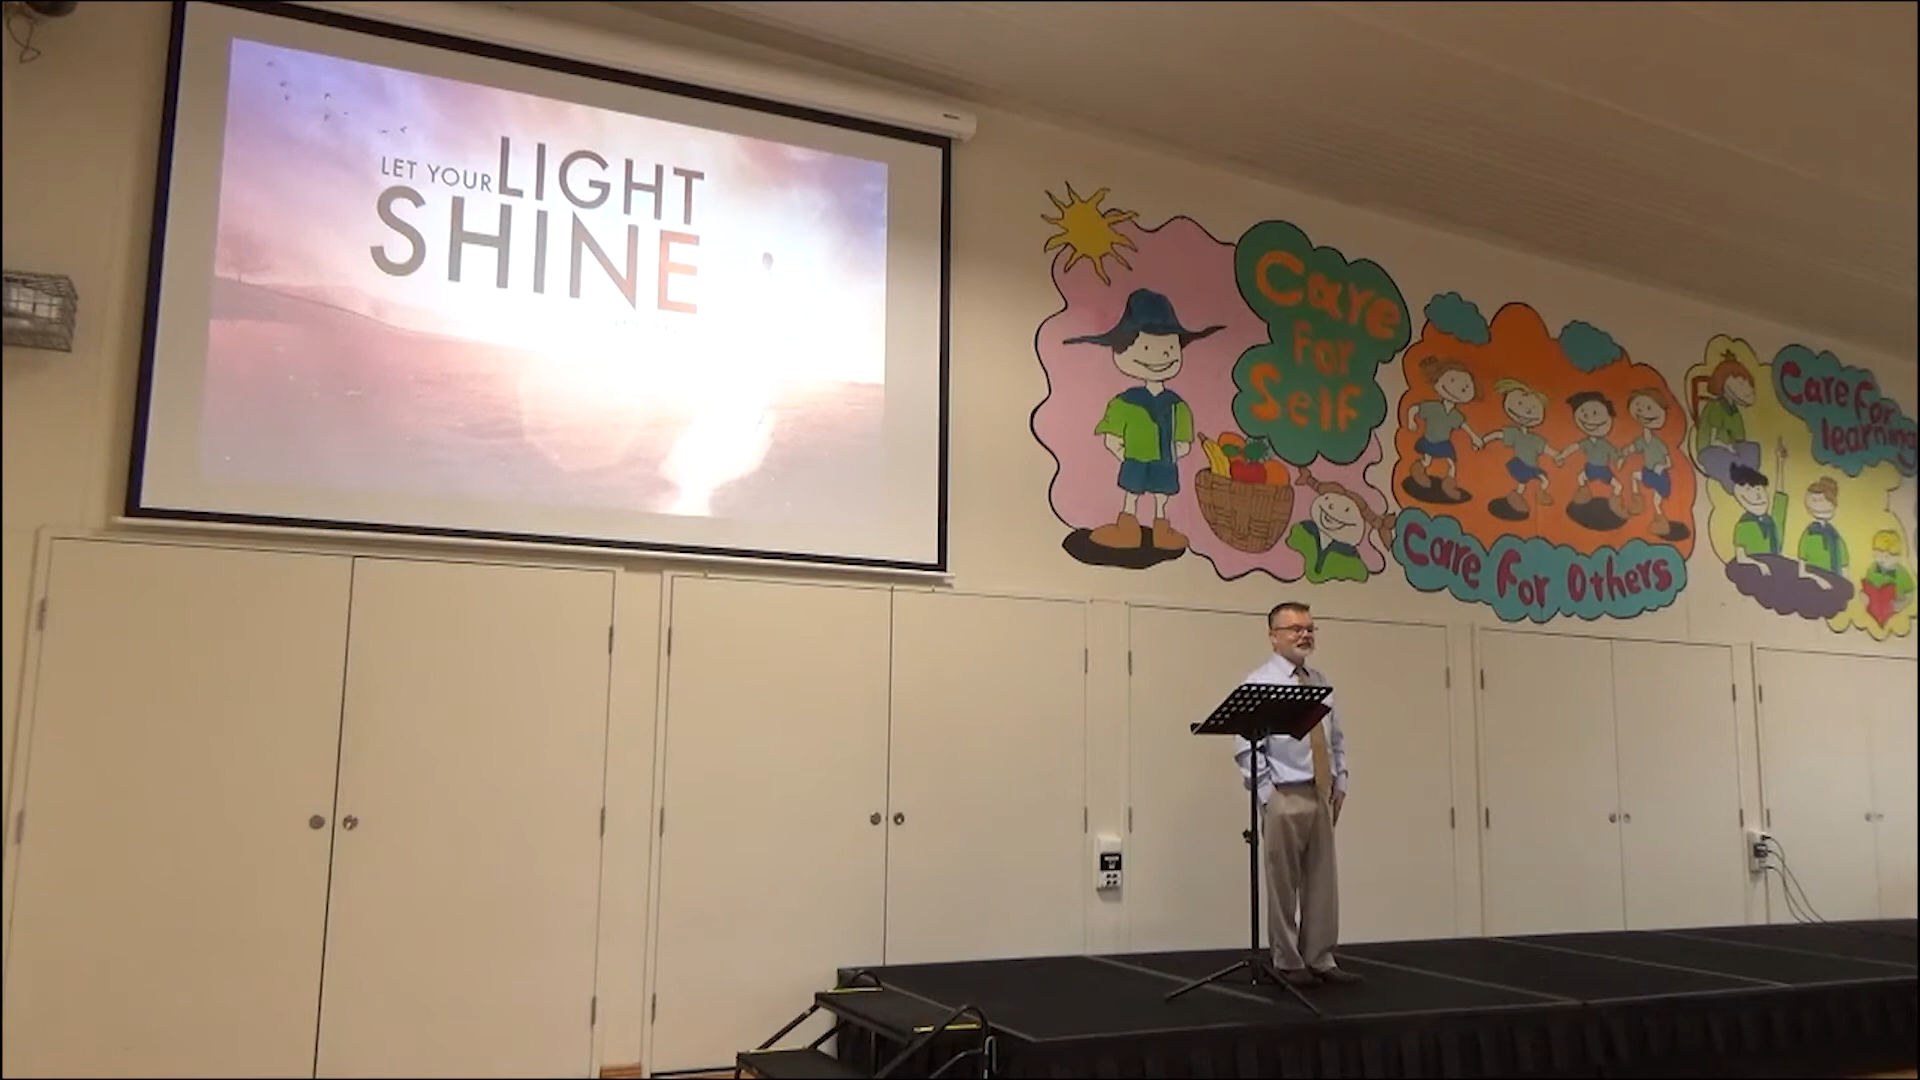 LET YOUR LIGHT
SHINE
Care
For
Self
Care For Others
Care For
learning